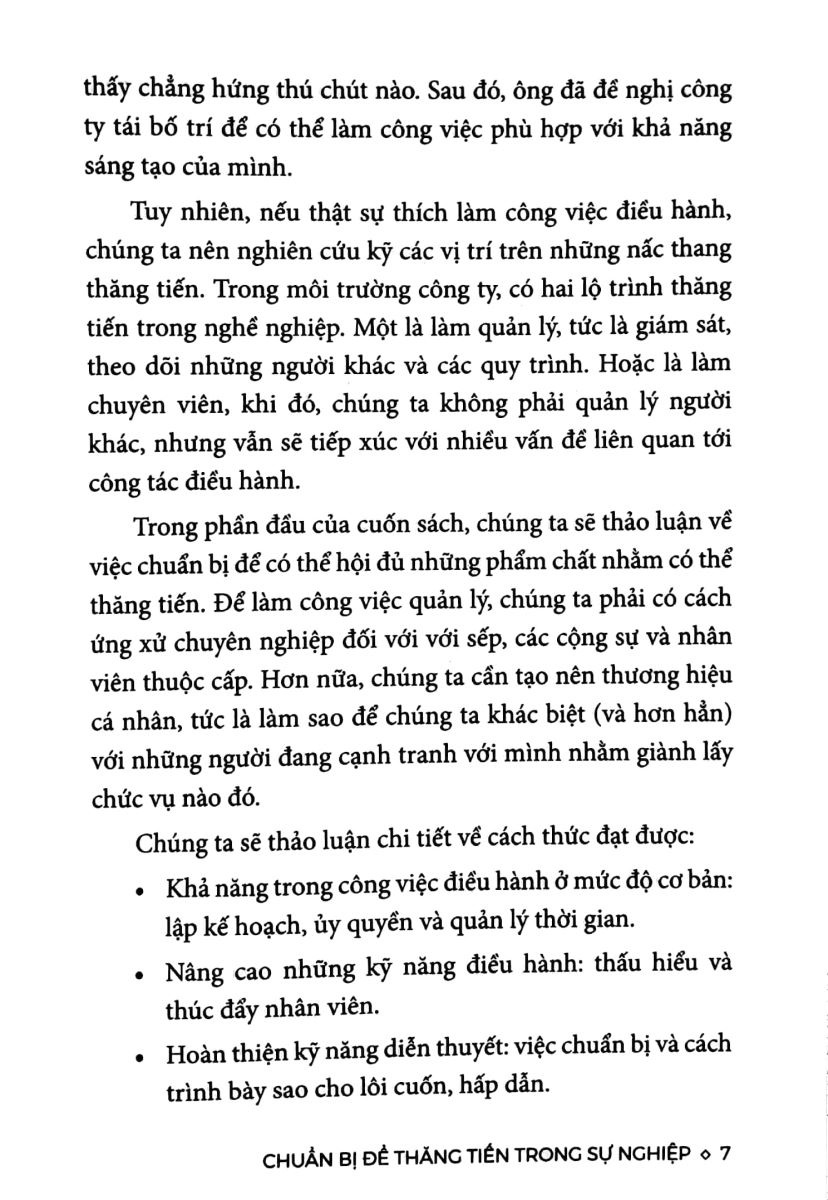 thấy chẳng hứng thú chút nào. Sau đó, ông đã đề nghị công
ty tái bố trí để có thể làm công việc phù hợp với khả năng
sáng tạo của mình.
Tuy nhiên, nếu thật sự thích làm công việc điều hành,
chúng ta nên nghiên cứu kỹ các vị trí trên những nấc thang
thăng tiến. Trong môi trường công ty, có hai lộ trình thăng
tiến trong nghề nghiệp. Một là làm quản lý, tức là giám sát,
theo dõi những người khác và các quy trình. Hoặc là làm
chuyên viên, khi đó, chúng ta không phải quản lý người
khác, nhưng vẫn sẽ tiếp xúc với nhiều vấn đề liên quan tới
công tác điều hành.
Trong phần đầu của cuốn sách, chúng ta sẽ thảo luận về
việc chuẩn bị để có thể hội đủ những phẩm chất nhằm có thể
thăng tiến. Để làm công việc quản lý, chúng ta phải có cách
ứng xử chuyên nghiệp đối với với sếp, các cộng sự và nhân
viên thuộc cấp. Hơn nữa, chúng ta cần tạo nên thương hiệu
cá nhân, tức là làm sao để chúng ta khác biệt (và hơn hẳn)
với những người đang cạnh tranh với mình nhằm giành lấy
chức vụ nào đó.
Chúng ta sẽ thảo luận chi tiết về cách thức đạt được:
• Khả năng trong công việc điều hành ở mức độ cơ bản:
lập kế hoạch, ủy quyền và quản lý thời gian.
• Nâng cao những kỹ năng điều hành: thấu hiểu và
thúc đẩy nhân viên.
• Hoàn thiện kỹ năng diễn thuyết: việc chuẩn bị và cách
trình bày sao cho lôi cuốn, hấp dẫn.
CHUẨN BỊ ĐỂ THĂNG TIẾN TRONG SỰ NGHIỆP ⋄ 7